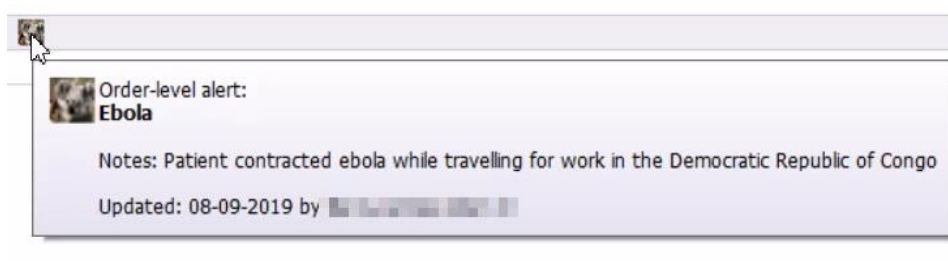 Order-level alert:
Ebola
Notes: Patient contracted ebola while travelling for work in the Democratic Republic of Congo
Updated: 08-09-2019 by